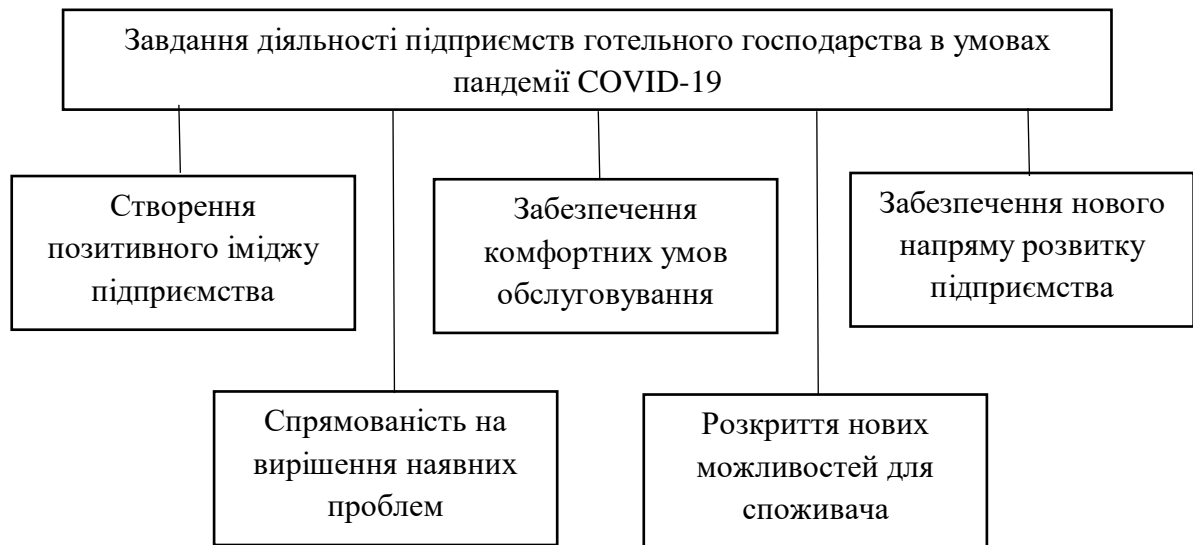 Завдання діяльності підприємств готельного господарства в умовах
пандемії COVID-19
Створення
позитивного іміджу
підприємства
Забезпечення
комфортних умов
обслуговування
Забезпечення нового
напряму розвитку
підприємства
Спрямованість на
вирішення наявних
проблем
Розкриття нових
можливостей для
споживача